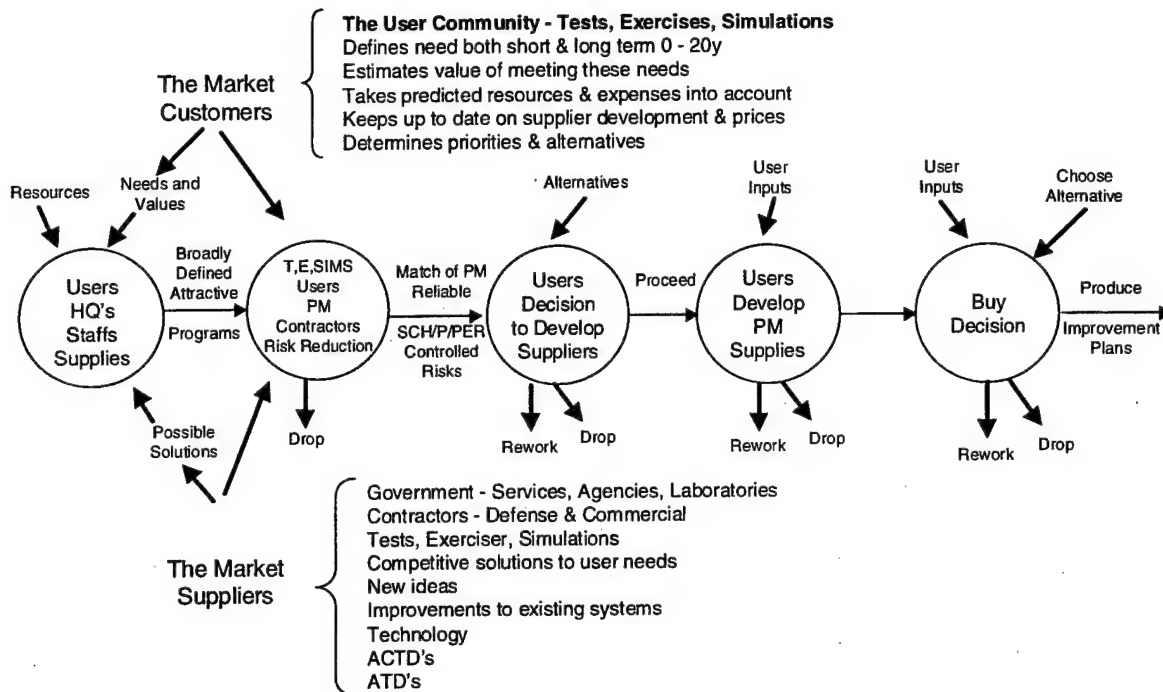 The User Community - Tests, Exercises, Simulations
Defines need both short & long term 0 - 20y
Estimates value of meeting these needs
Takes predicted resources & expenses into account
Keeps up to date on supplier development & prices
Determines priorities & alternatives
The Market
Customers
Resources
Needs and
Values
Alternatives
User
Inputs
User
Inputs
Choose
Alternative
Users
HQ's
Staffs
Supplies
Broadly
Defined
Attractive
Programs
T,E,SIMS
Users
PM
Contractors
Risk Reduction
Match of PM
Reliable
SCH/P/PER
Controlled
Risks
Users
Decision
to Develop
Suppliers
Proceed
Users
Develop
PM
Supplies
Buy
Decision
Produce
Improvement
Plans
Possible
Solutions
Drop
Rework
Drop
Rework
Drop
Rework
Drop
The Market
Suppliers
Government - Services, Agencies, Laboratories
Contractors - Defense & Commercial
Tests, Exerciser, Simulations
Competitive solutions to user needs
New ideas
Improvements to existing systems
Technology
ACTD's
ATD's